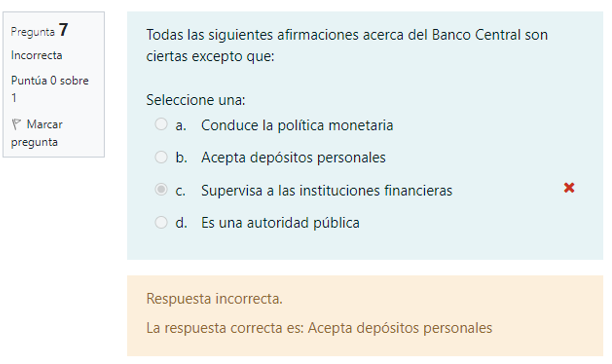 Pregunta 7
Incorrecta
Puntúa 0 sobre
1
Marcar
pregunta
Todas las siguientes afirmaciones acerca del Banco Central son
ciertas excepto que:
Seleccione una:
a. Conduce la política monetaria
b. Acepta depósitos personales
c. Supervisa a las instituciones financieras
d. Es una autoridad pública
Respuesta incorrecta.
La respuesta correcta es: Acepta depósitos personales